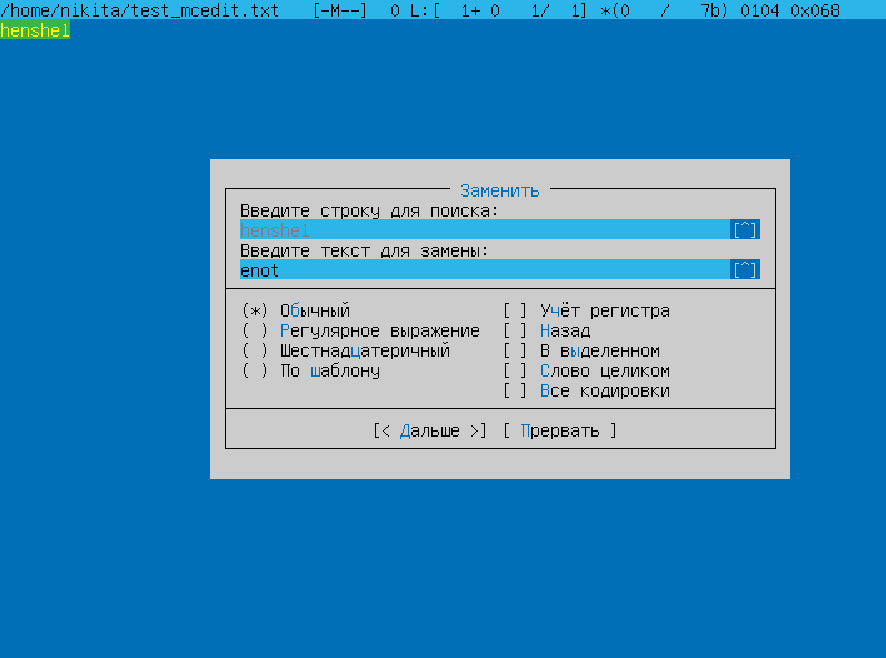 /home/nikita/test_mcedit.txt   [-M--]  0 L:[  1+ 0   1/  1] *(0   /   7b) 0104 0x068
henshel
Заменить
Введите строку для поиска:
henshel [^]
Введите текст для замены:
enot [^]
(*) Обычный [ ] Учёт регистра
( ) Регулярное выражение [ ] Назад
( ) Шестнадцатеричный [ ] В выделенном
( ) По шаблону [ ] Слово целиком
[ ] Все кодировки
[< Дальше >] [ Прервать ]